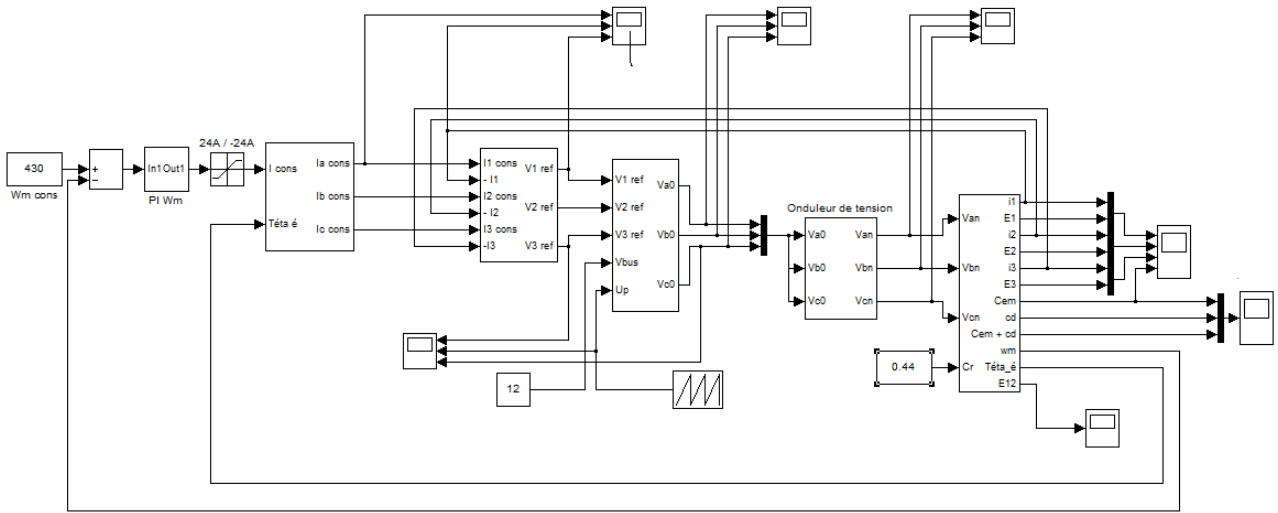 24A / -24A
430
+
−
In1 Out1
Wm cons
PI Wm
I cons
Téta é
Ia cons
Ib cons
Ic cons
I1 cons
- I1
I2 cons
- I2
I3 cons
-I3
V1 ref
V2 ref
V3 ref
V1 ref
V2 ref
V3 ref
Vbus
Up
Va0
Vb0
Vc0
12
Onduleur de tension
Va0
Vb0
Vc0
Van
Vbn
Vcn
0.44
Van
Vbn
Vcn
Cr
i1
E1
i2
E2
i3
E3
Cem
cd
Cem + cd
wm
Téta_é
E12